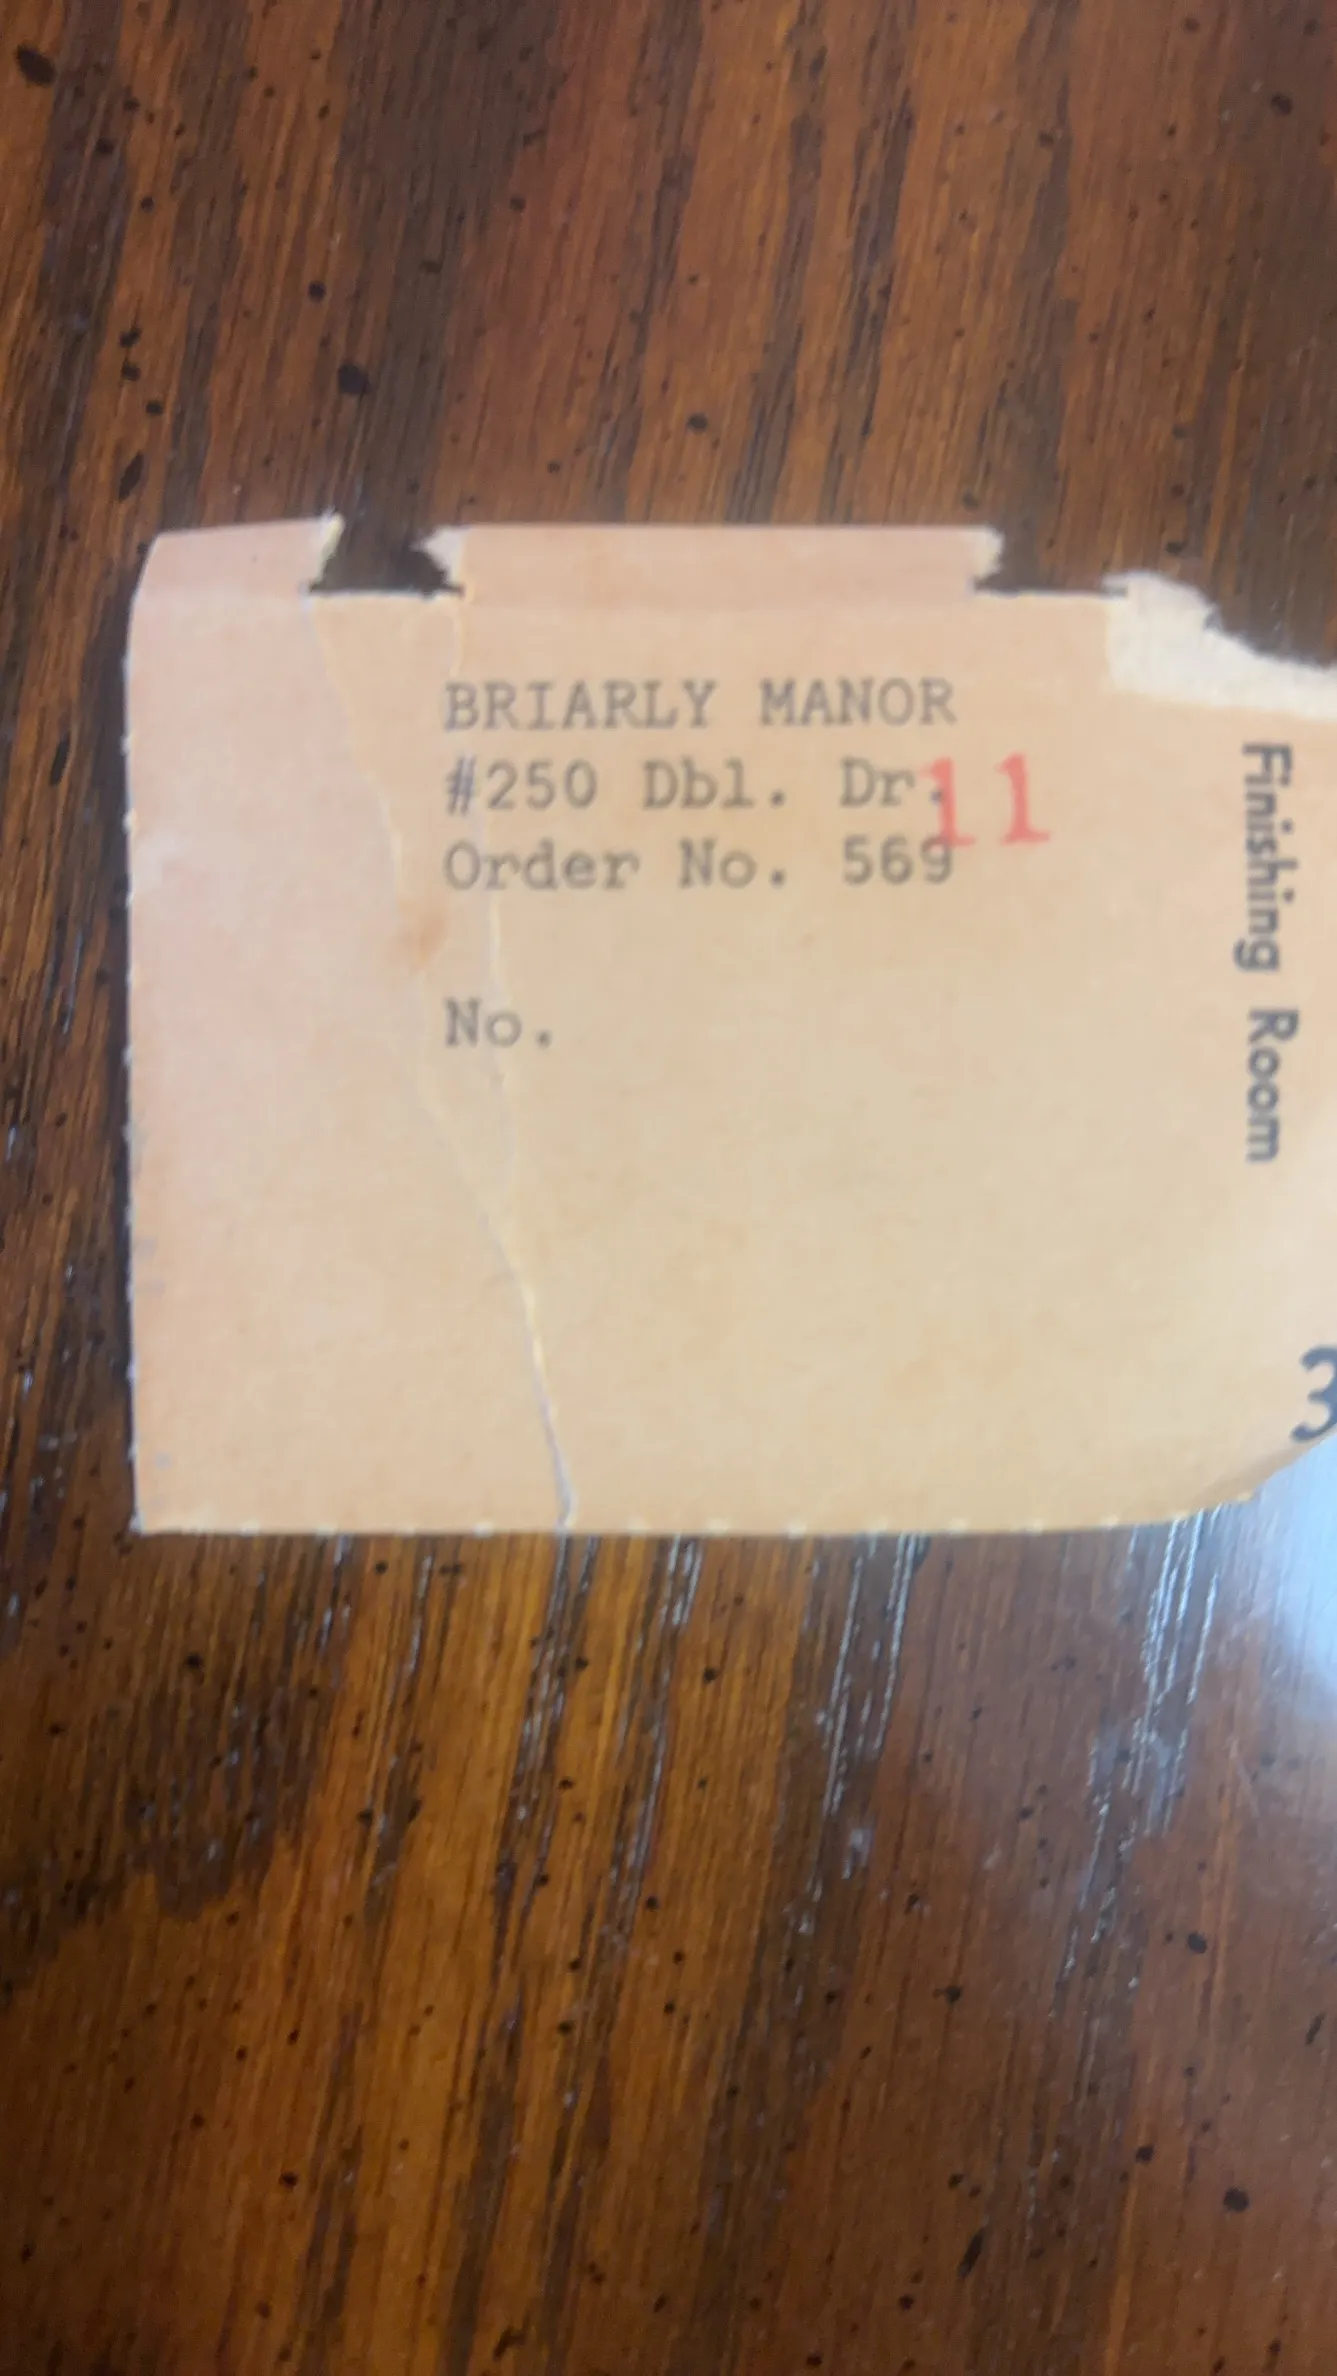 BRIARLY MANOR
#250 Dbl. Dr.
11
Order No. 569
No.
Finishing Room
3